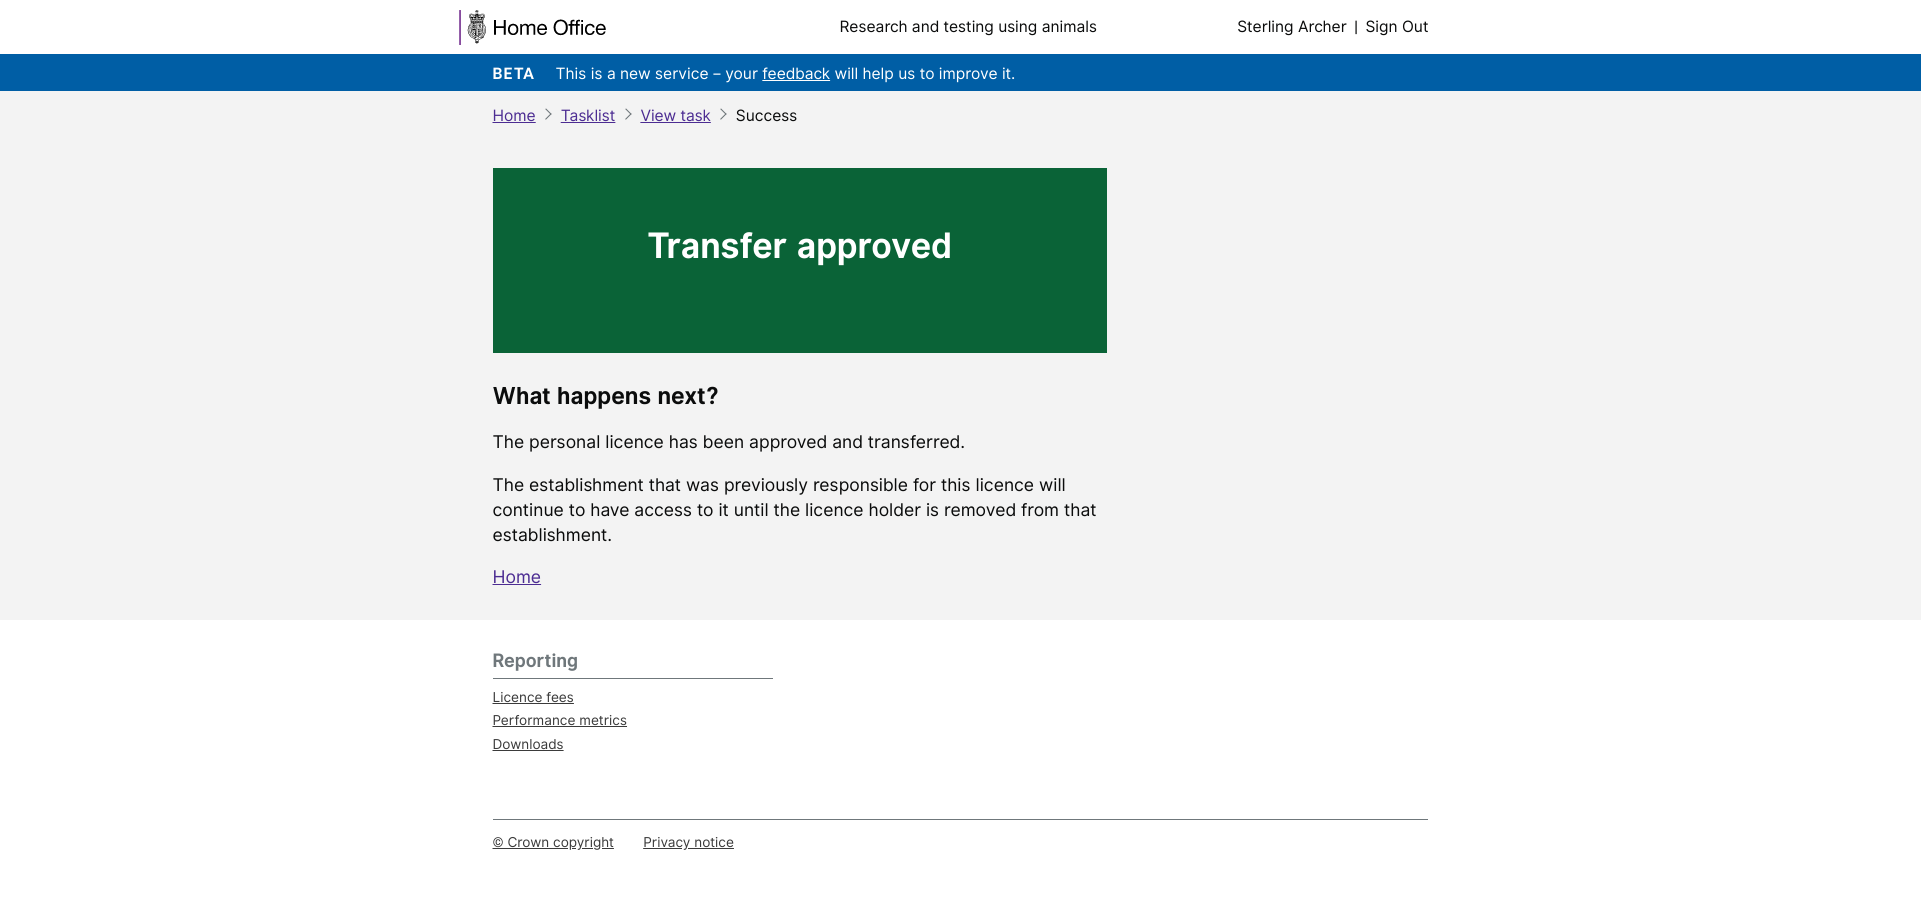 Home Office
Research and testing using animals
Sterling Archer | Sign Out
BETA This is a new service – your feedback will help us to improve it.
Home > Tasklist > View task > Success
Transfer approved
What happens next?
The personal licence has been approved and transferred.
The establishment that was previously responsible for this licence will
continue to have access to it until the licence holder is removed from that
establishment.
Home
Reporting
Licence fees
Performance metrics
Downloads
© Crown copyright Privacy notice